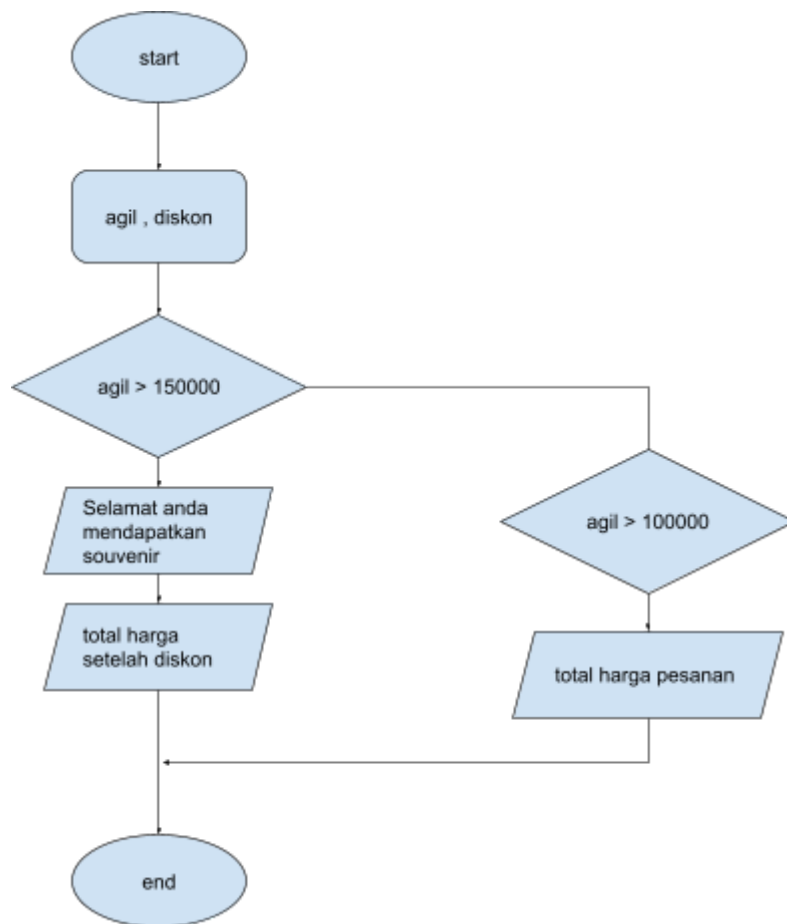 start
agil , diskon
agil > 150000
Selamat anda
mendapatkan
souvenir
agil > 100000
total harga
setelah diskon
total harga pesanan
end